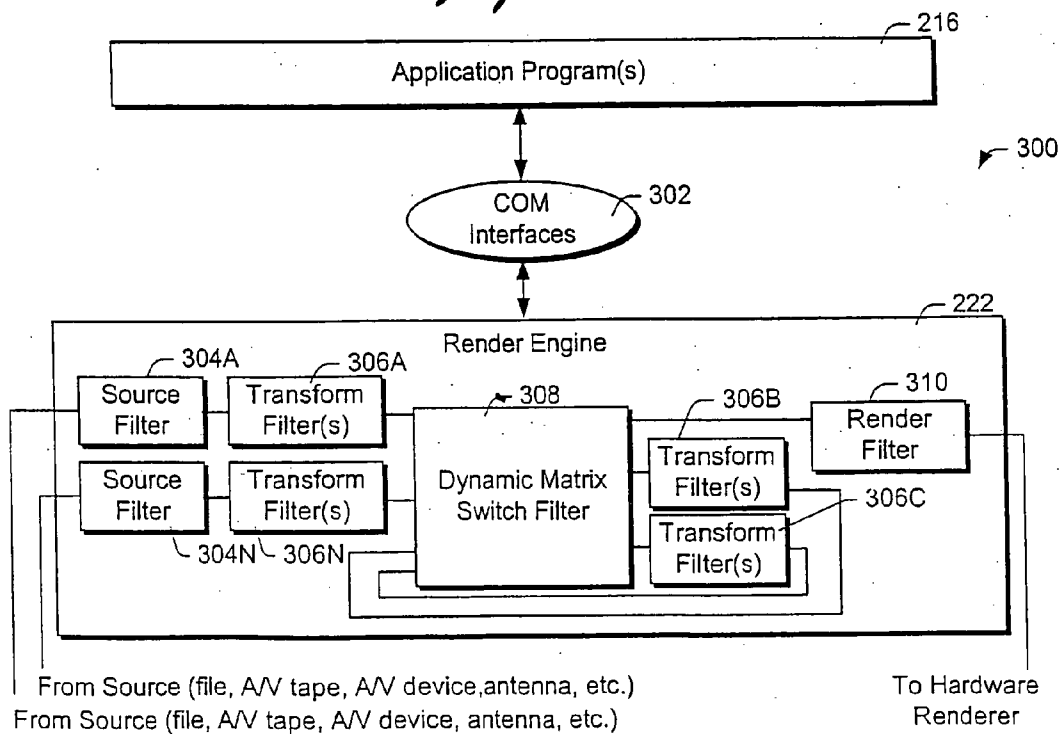 216
Application Program(s)
300
COM
Interfaces
302
222
Render Engine
304A
306A
308
306B
310
Source
Filter
Transform
Filter(s)
Render
Filter
Source
Filter
Transform
Filter(s)
Dynamic Matrix
Switch Filter
Transform
Filter(s)
306C
Transform
Filter(s)
304N
306N
From Source (file, A/V tape, A/V device,antenna, etc.)
From Source (file, A/V tape, A/V device, antenna, etc.)
To Hardware
Renderer